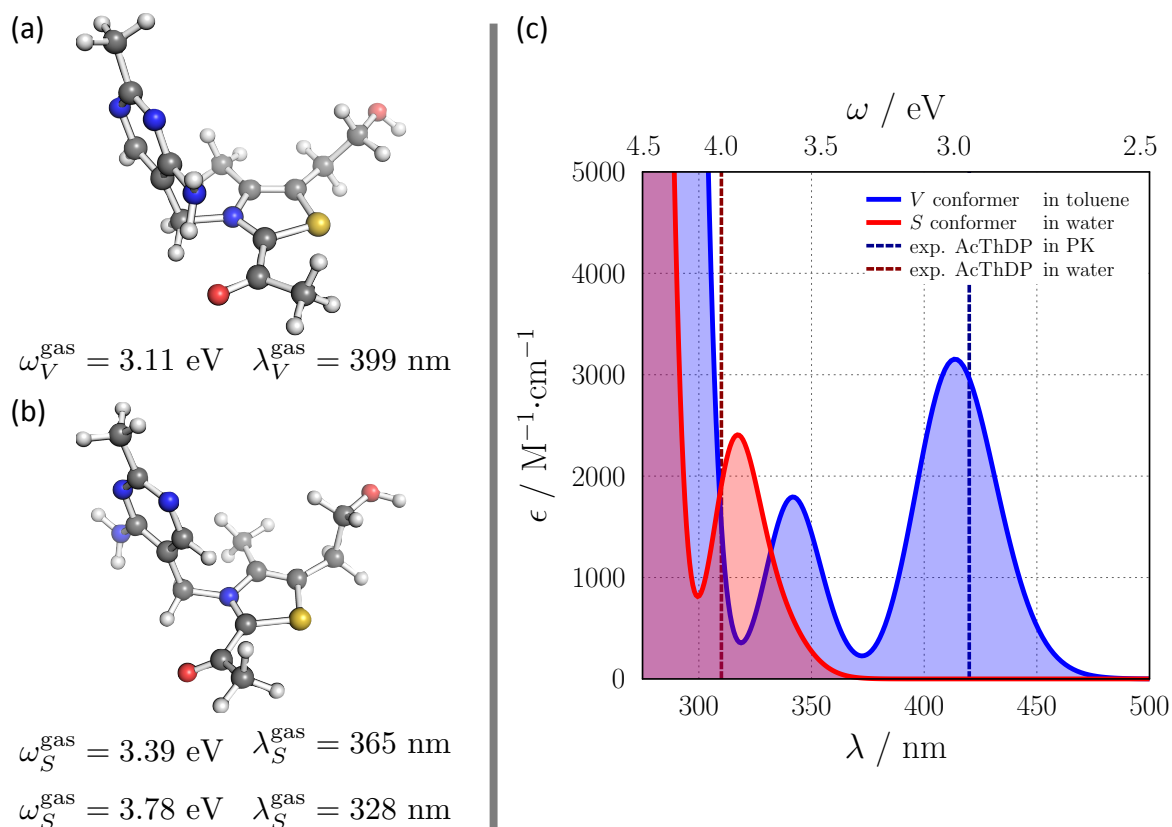 (a)
ω_V^gas = 3.11 eV λ_V^gas = 399 nm
(b)
ω_S^gas = 3.39 eV λ_S^gas = 365 nm
ω_S^gas = 3.78 eV λ_S^gas = 328 nm
(c)
ω / eV
4.5 4.0 3.5 3.0 2.5
5000
4000
3000
2000
1000
0
ϵ / M⁻¹·cm⁻¹
V conformer in toluene
S conformer in water
exp. AcThDP in PK
exp. AcThDP in water
300 350 400 450 500
λ / nm